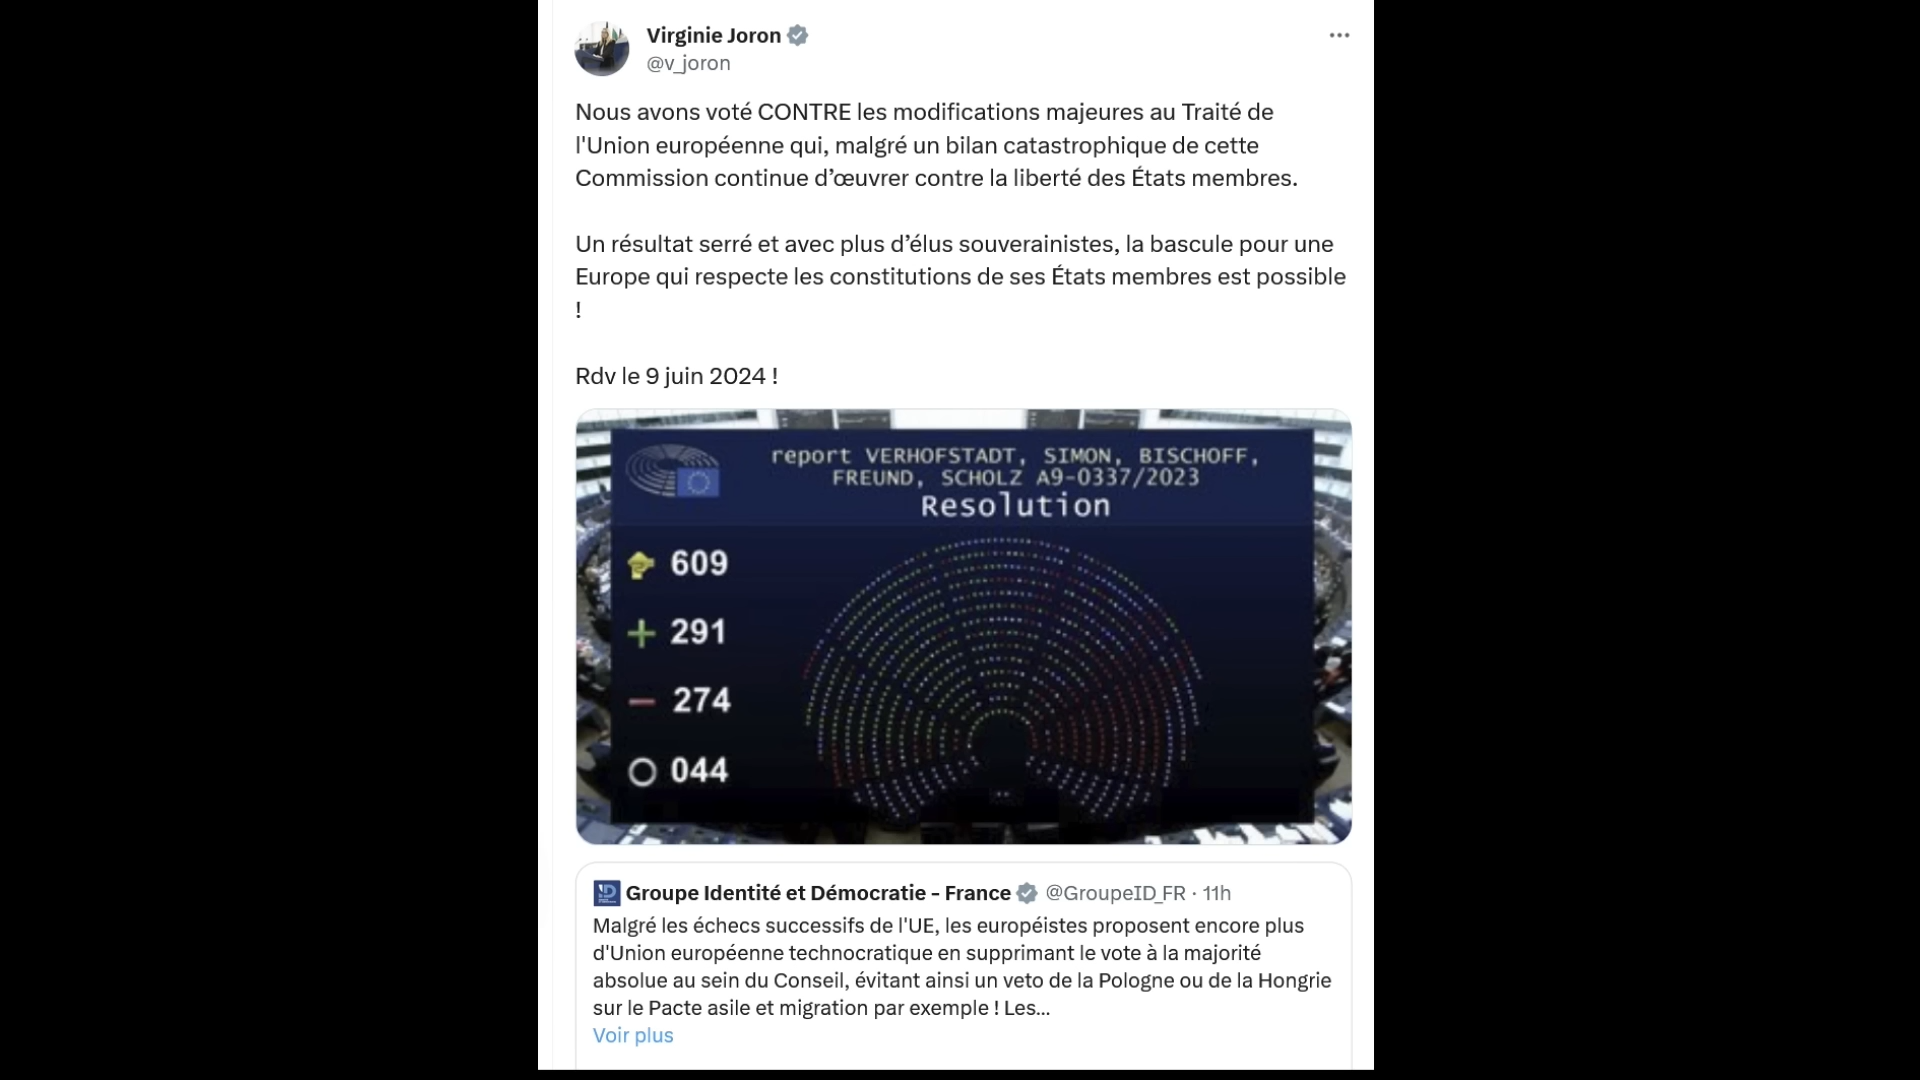 Virginie Joron
@v_joron
Nous avons voté CONTRE les modifications majeures au Traité de
l'Union européenne qui, malgré un bilan catastrophique de cette
Commission continue d’œuvrer contre la liberté des États membres.
Un résultat serré et avec plus d’élus souverainistes, la bascule pour une
Europe qui respecte les constitutions de ses États membres est possible
!
Rdv le 9 juin 2024 !
report VERHOFSTADT, SIMON, BISCHOFF,
FREUND, SCHOLZ A9-0337/2023
Resolution
609
+ 291
- 274
044
Groupe Identité et Démocratie - France @GroupeID_FR · 11h
Malgré les échecs successifs de l'UE, les européistes proposent encore plus
d'Union européenne technocratique en supprimant le vote à la majorité
absolue au sein du Conseil, évitant ainsi un veto de la Pologne ou de la Hongrie
sur le Pacte asile et migration par exemple ! Les...
Voir plus